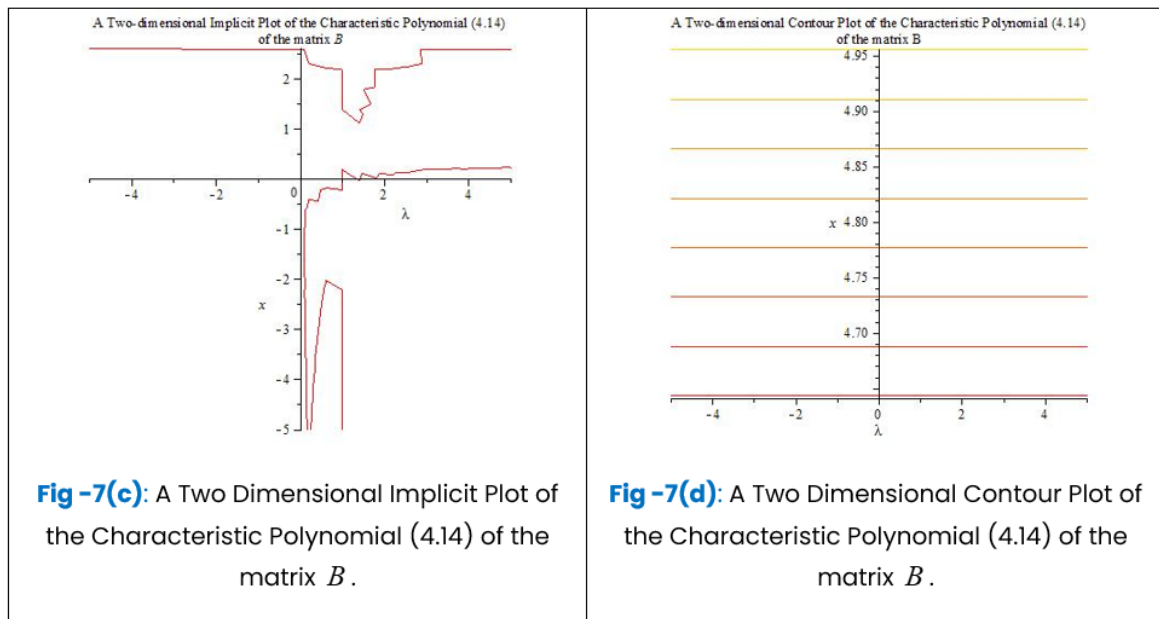 A Two-dimensional Implicit Plot of the Characteristic Polynomial (4.14)
of the matrix B
2
1
-4
-2
0
2
4
λ
-1
-2
x
-3
-4
-5
Fig -7(c): A Two Dimensional Implicit Plot of
the Characteristic Polynomial (4.14) of the
matrix B.
A Two-dimensional Contour Plot of the Characteristic Polynomial (4.14)
of the matrix B
4.95
4.90
4.85
x 4.80
4.75
4.70
-4
-2
0
2
4
λ
Fig -7(d): A Two Dimensional Contour Plot of
the Characteristic Polynomial (4.14) of the
matrix B.